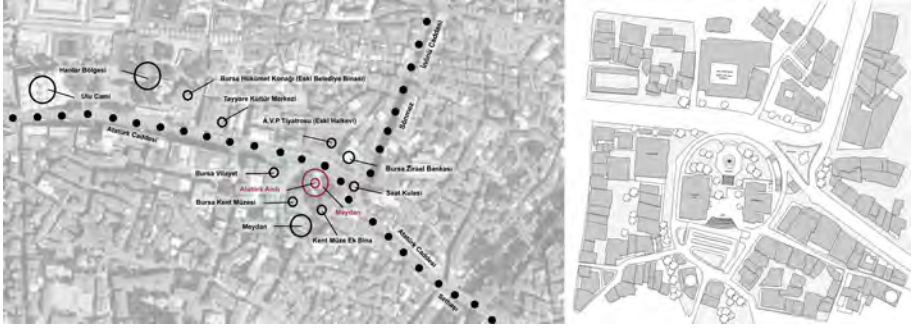 İnönü Caddesi
Hanlar Bölgesi
Bursa Hükümet Konağı (Eski Belediye Binası)
Ulu Cami
Tayyare Kültür Merkezi
Sönmez
A.V.P Tiyatrosu (Eski Halkevi)
Atatürk Caddesi
Bursa Ziraat Bankası
Bursa Vilayet
Atatürk Anıtı
Saat Kulesi
Bursa Kent Müzesi
Meydan
Meydan
Kent Müze Ek Bina
Atatürk Caddesi
Setbaşı